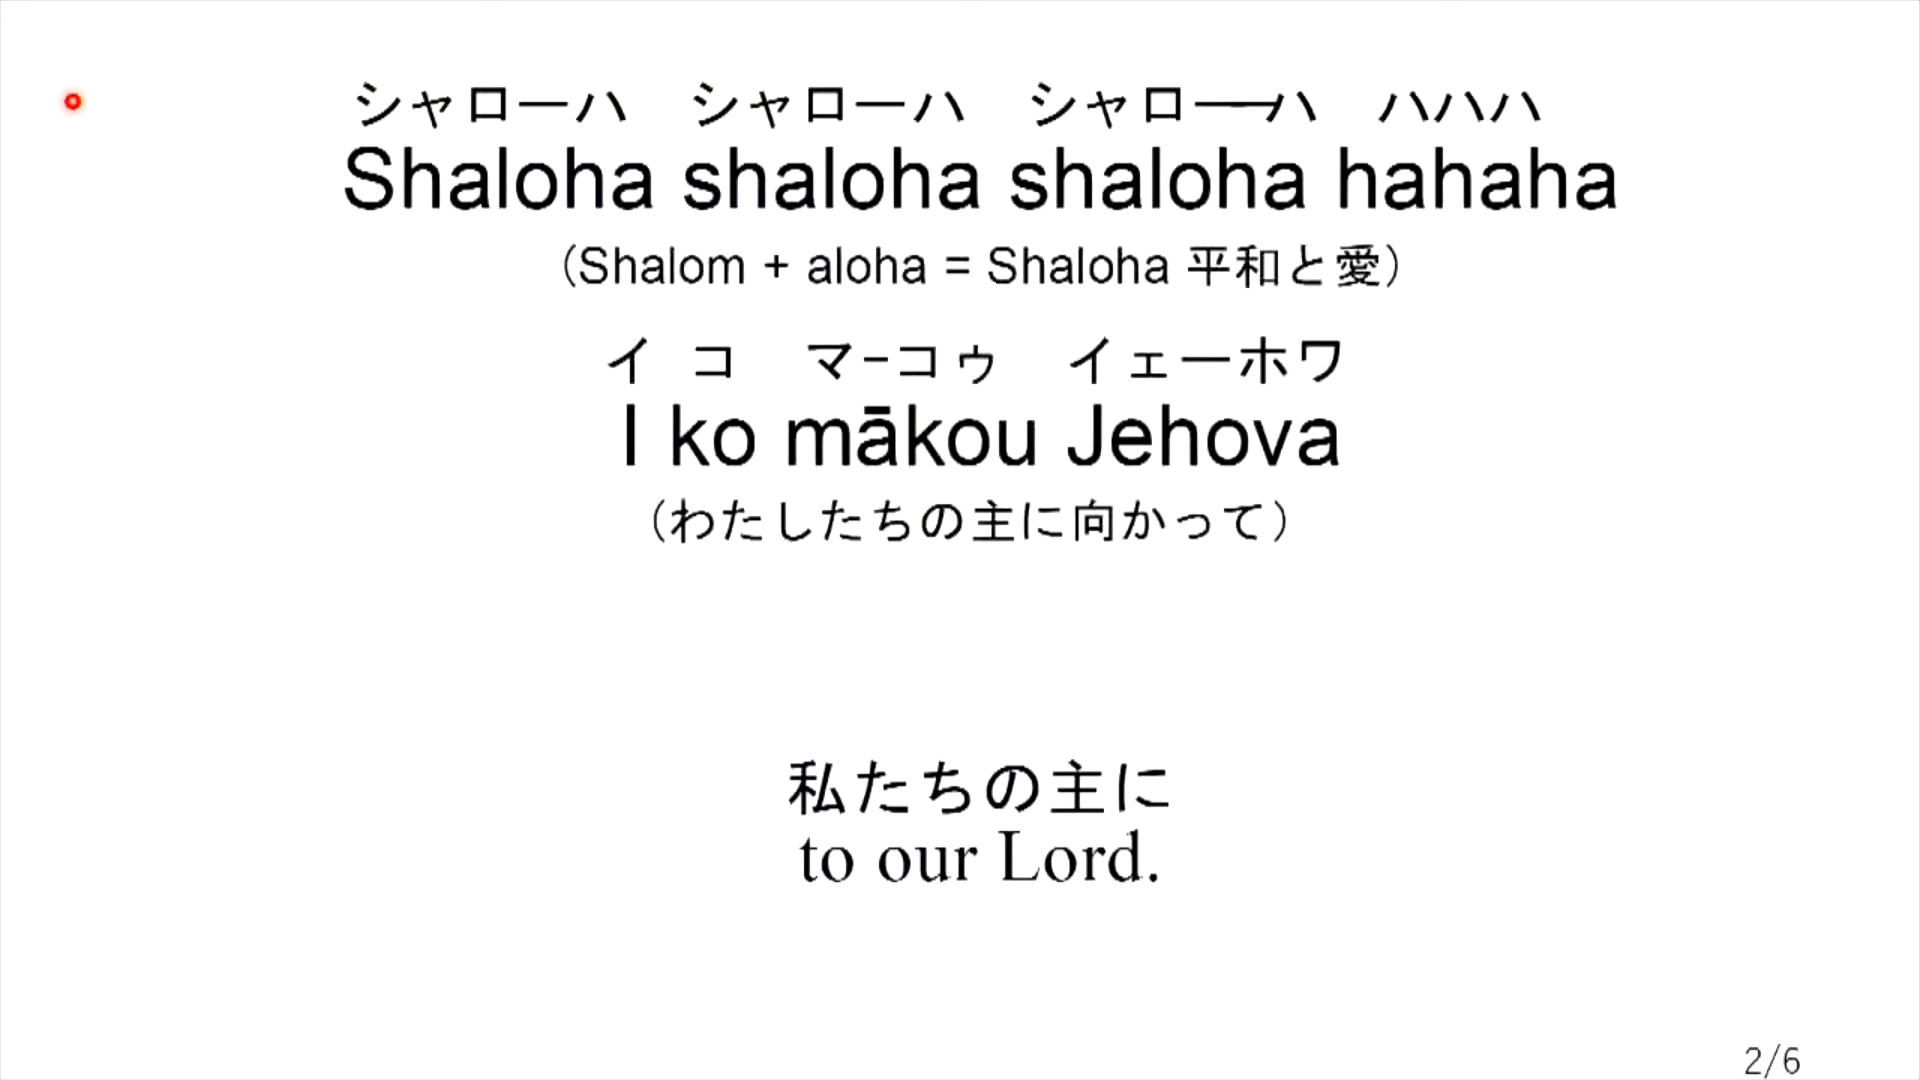 シャローハ　シャローハ　シャロ――ハ　ハハハ
Shaloha shaloha shaloha hahaha
（Shalom + aloha = Shaloha 平和と愛）
イ コ　マ-コゥ　イェーホワ
I ko mākou Jehova
（わたしたちの主に向かって）
私たちの主に
to our Lord.
2/6